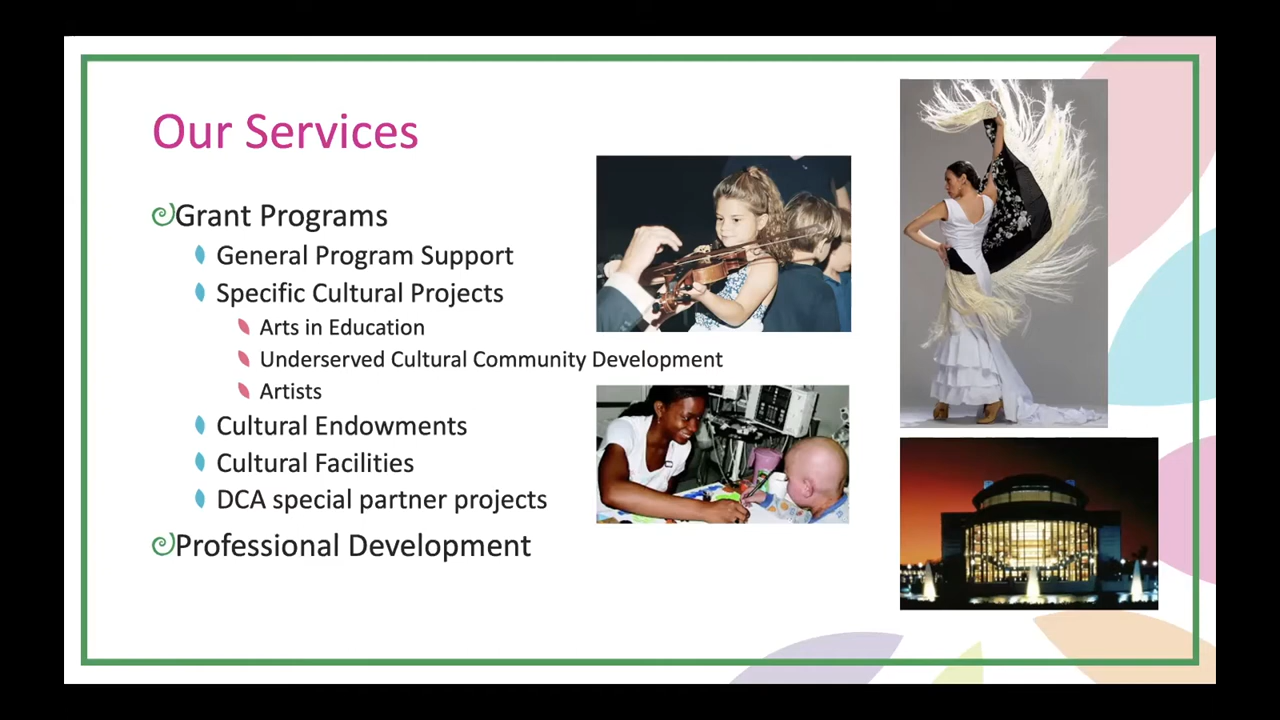 Our Services
Grant Programs
General Program Support
Specific Cultural Projects
Arts in Education
Underserved Cultural Community Development
Artists
Cultural Endowments
Cultural Facilities
DCA special partner projects
Professional Development